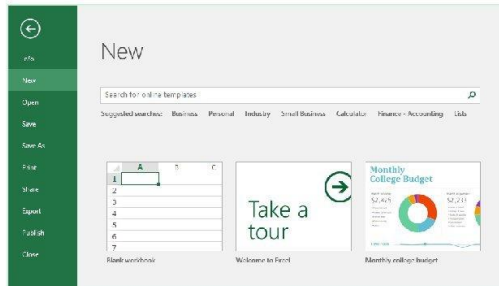 Info
New
Open
Save
Save As
Print
Share
Export
Publish
Close
New
Search for online templates
Suggested searches: Business Personal Industry Small Business Calculator Finance - Accounting Lists
A B C
1
2
3
4
5
6
7
Blank workbook
Take a
tour
Welcome to Excel
Monthly
College Budget
Monthly college budget